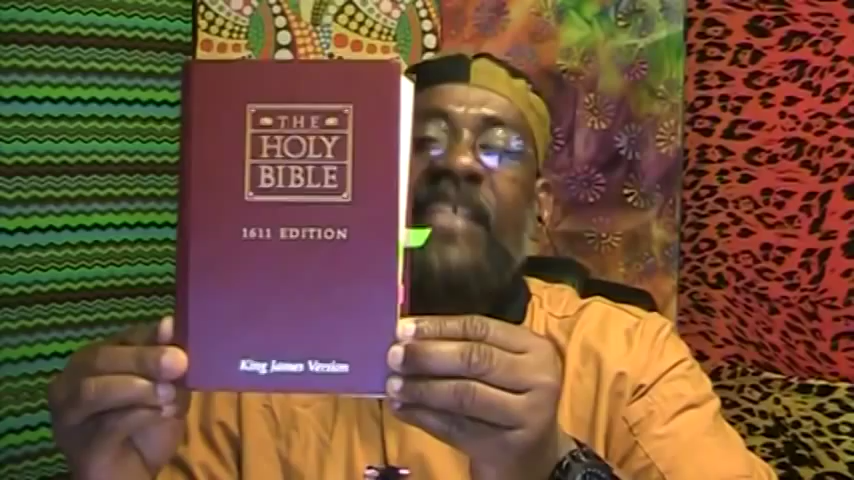 THE
HOLY
BIBLE
1611 EDITION
King James Version